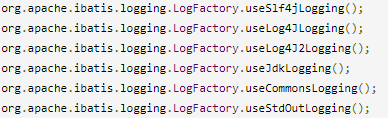 org.apache.ibatis.logging.LogFactory.useSlf4jLogging();
org.apache.ibatis.logging.LogFactory.useLog4JLogging();
org.apache.ibatis.logging.LogFactory.useLog4J2Logging();
org.apache.ibatis.logging.LogFactory.useJdkLogging();
org.apache.ibatis.logging.LogFactory.useCommonsLogging();
org.apache.ibatis.logging.LogFactory.useStdOutLogging();